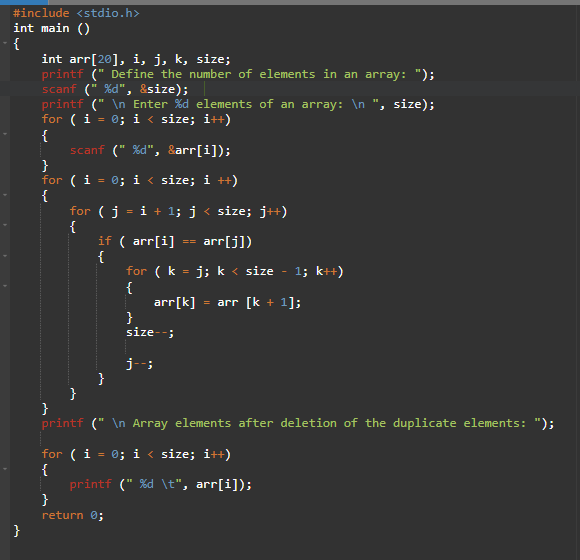 #include <stdio.h>
int main ()
{
    int arr[20], i, j, k, size;
    printf (" Define the number of elements in an array: ");
    scanf (" %d", &size);
    printf (" \n Enter %d elements of an array: \n ", size);
    for ( i = 0; i < size; i++)
    {
        scanf (" %d", &arr[i]);
    }
    for ( i = 0; i < size; i ++)
    {
        for ( j = i + 1; j < size; j++)
        {
            if ( arr[i] == arr[j])
            {
                for ( k = j; k < size - 1; k++)
                {
                    arr[k] = arr [k + 1];
                }
                size--;
                j--;
            }
        }
    }
    printf (" \n Array elements after deletion of the duplicate elements: ");
    for ( i = 0; i < size; i++)
    {
        printf (" %d \t", arr[i]);
    }
    return 0;
}